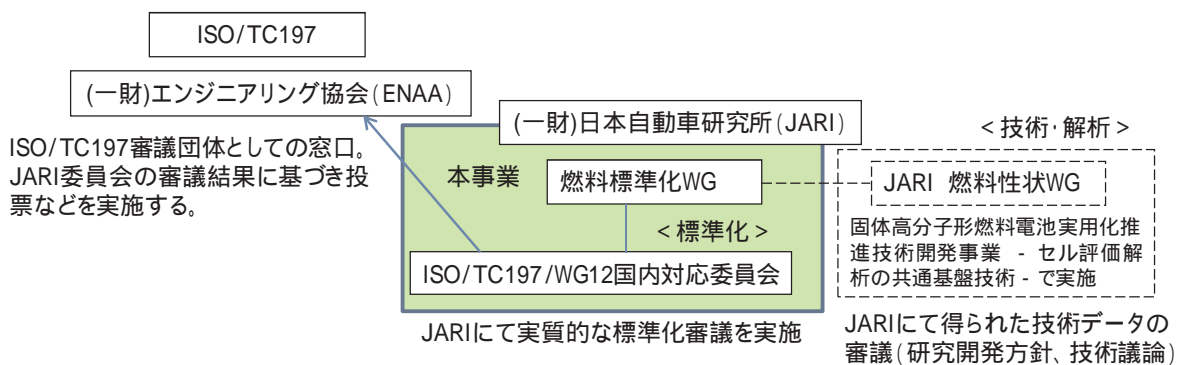 ISO/TC197
(一財)エンジニアリング協会(ENAA)
ISO/TC197審議団体としての窓口。
JARI委員会の審議結果に基づき投
票などを実施する。
(一財)日本自動車研究所(JARI)
本事業
燃料標準化WG
<標準化>
ISO/TC197/WG12国内対応委員会
JARIにて実質的な標準化審議を実施
<技術・解析>
JARI 燃料性状WG
固体高分子形燃料電池実用化推
進技術開発事業 - セル評価解
析の共通基盤技術 - で実施
JARIにて得られた技術データの
審議(研究開発方針、技術議論)